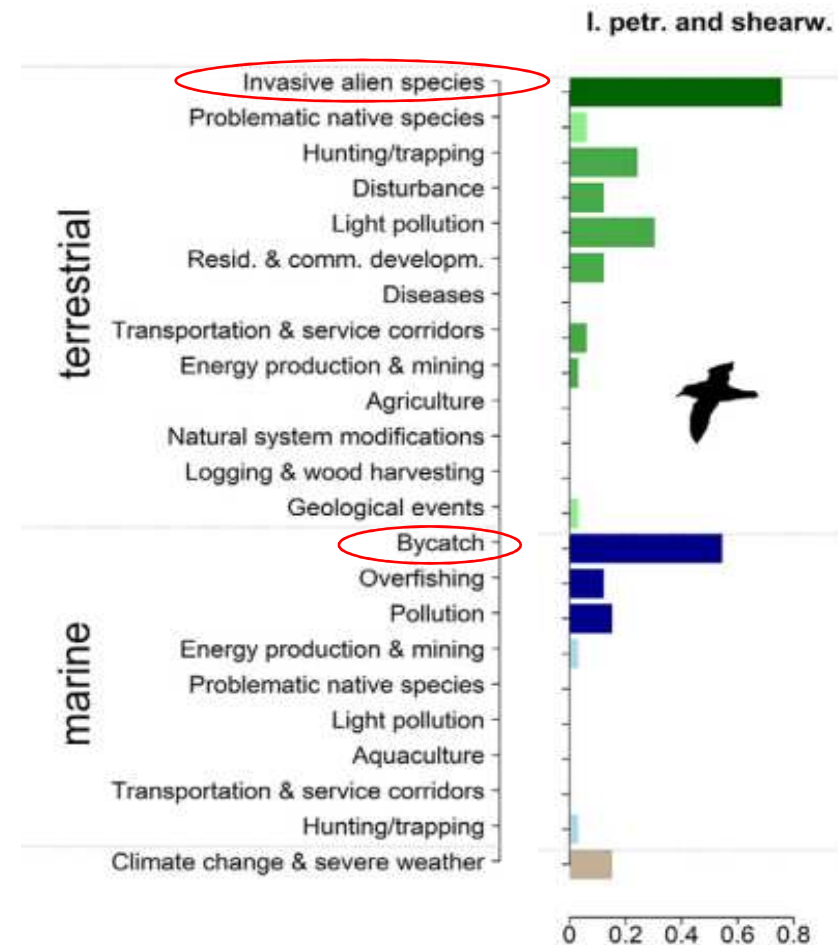 l. petr. and shearw.
terrestrial
Invasive alien species
Problematic native species
Hunting/trapping
Disturbance
Light pollution
Resid. & comm. developm.
Diseases
Transportation & service corridors
Energy production & mining
Agriculture
Natural system modifications
Logging & wood harvesting
Geological events
marine
Bycatch
Overfishing
Pollution
Energy production & mining
Problematic native species
Light pollution
Aquaculture
Transportation & service corridors
Hunting/trapping
Climate change & severe weather
0 0.2 0.4 0.6 0.8